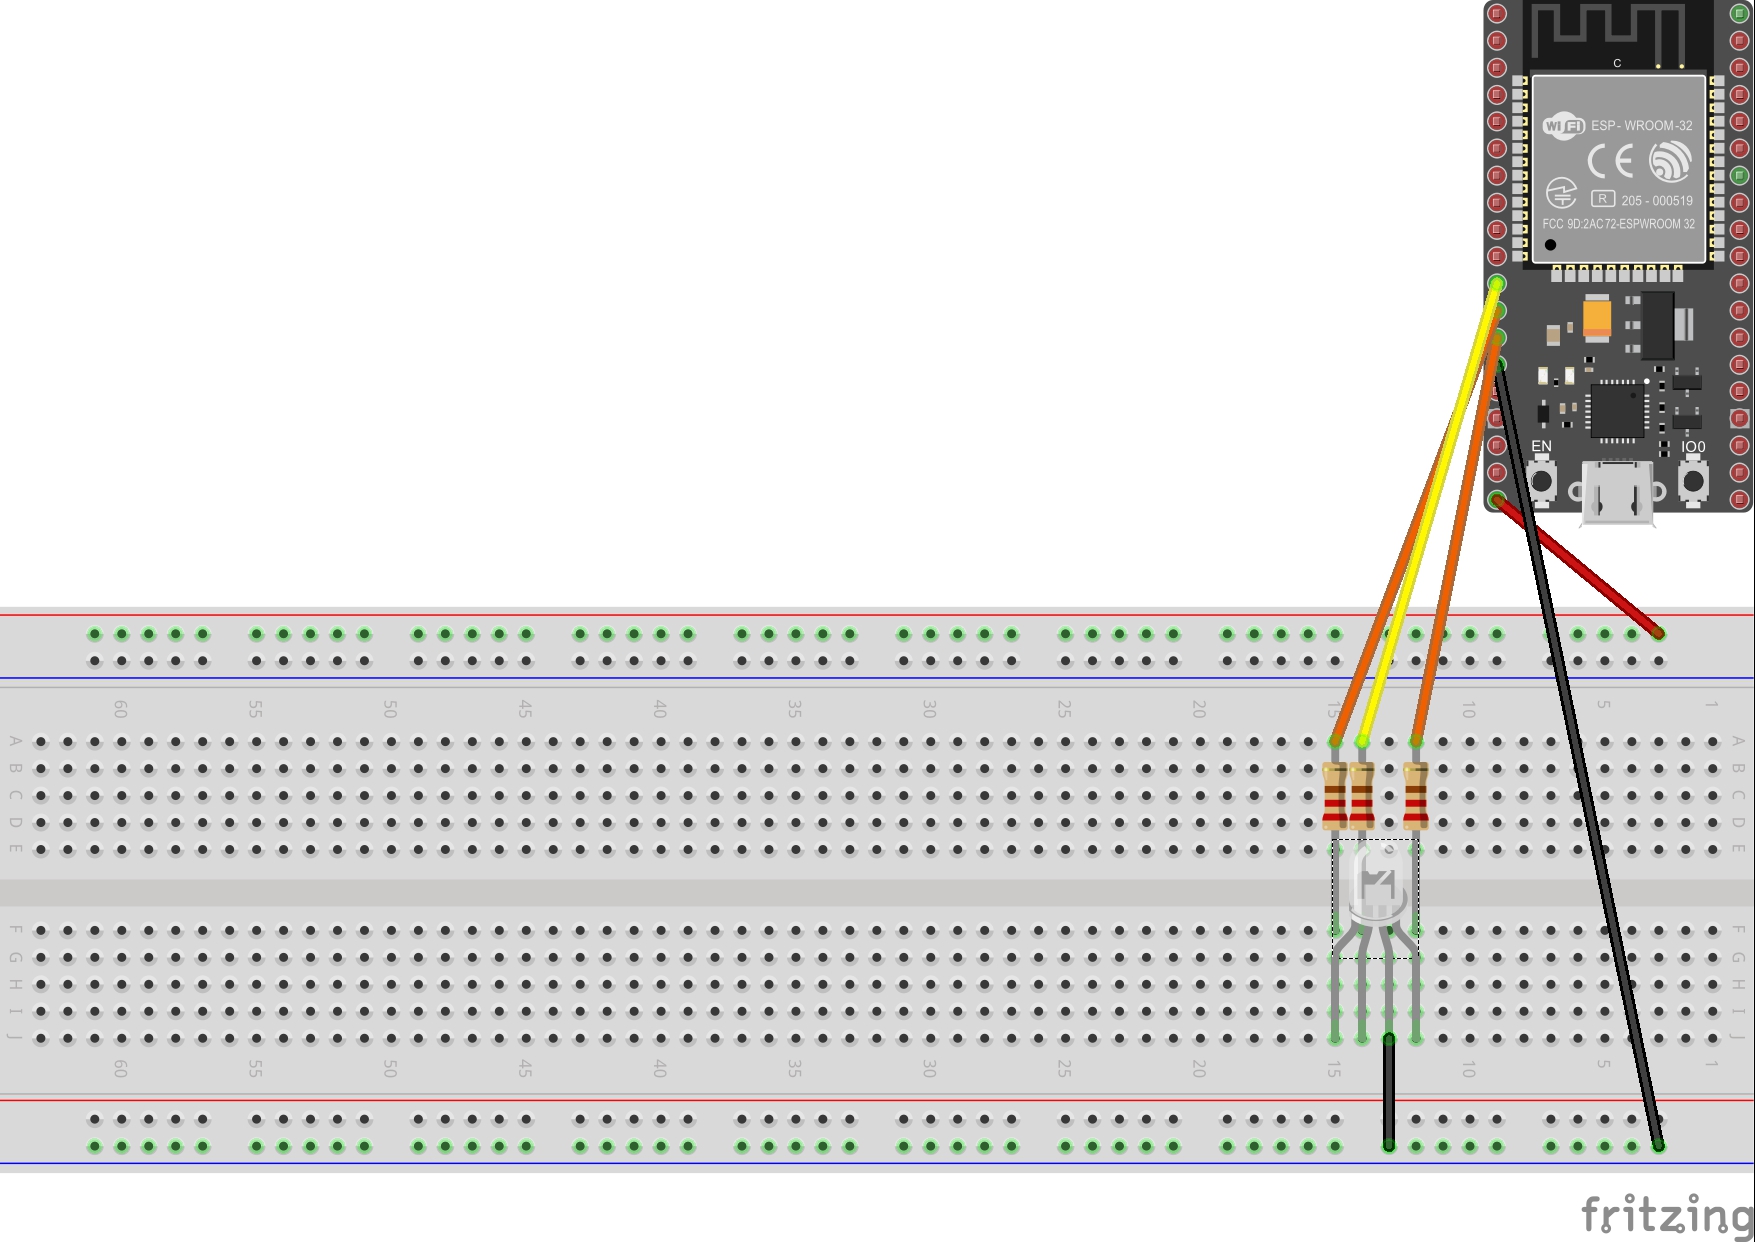 C
WiFi ESP-WROOM-32
CE
R 205-000519
FCC 9D:2AC72-ESPWROOM 32
EN IO0
60 55 50 45 40 35 30 25 20 15 10 5 1
A A
B B
C C
D D
E E
F F
G G
H H
I I
J J
60 55 50 45 40 35 30 25 20 15 10 5 1
fritzing